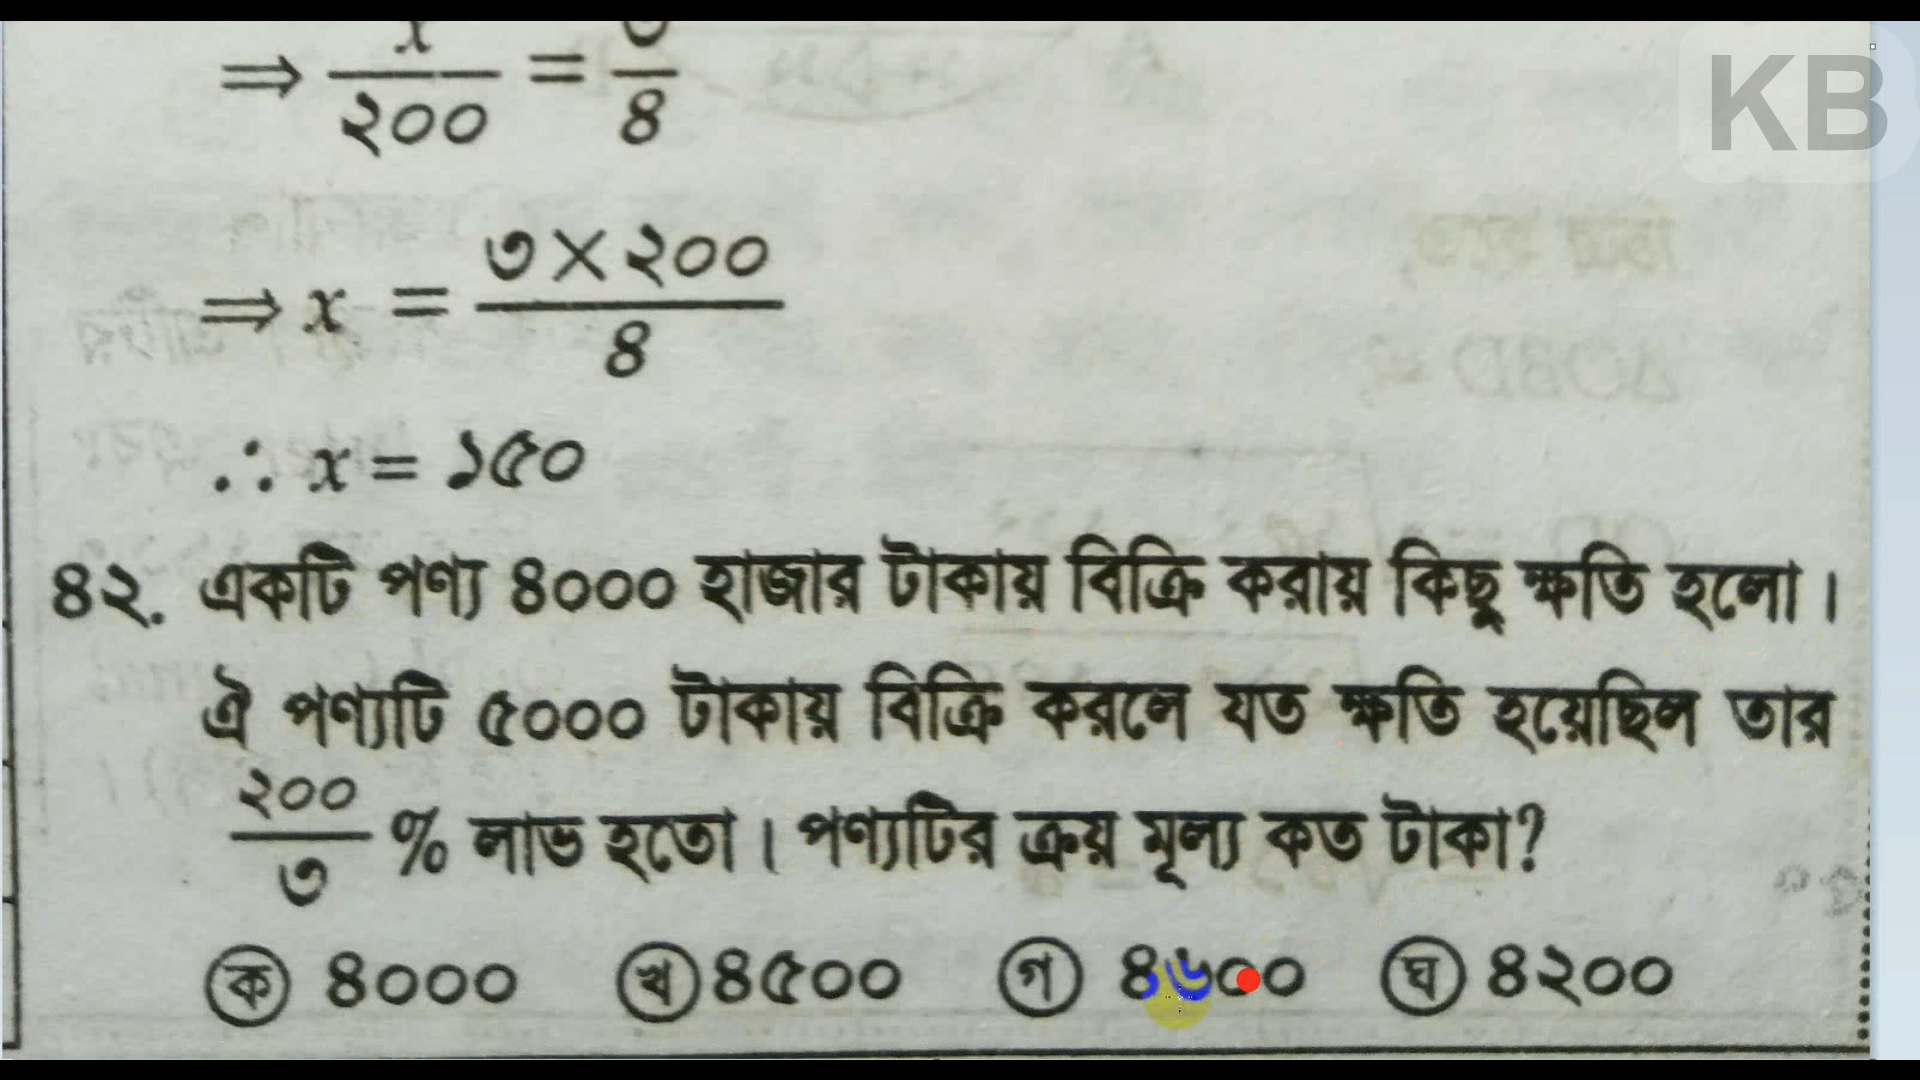 KB
⇒ x/২০০ = ৩/৪
⇒ x = ৩×২০০/৪
∴ x = ১৫০
৪২. একটি পণ্য ৪০০০ হাজার টাকায় বিক্রি করায় কিছু ক্ষতি হলো।
ঐ পণ্যটি ৫০০০ টাকায় বিক্রি করলে যত ক্ষতি হয়েছিল তার
২০০/৩ % লাভ হতো। পণ্যটির ক্রয় মূল্য কত টাকা?
ক ৪০০০ খ ৪৫০০ গ ৪৬০০ ঘ ৪২০০